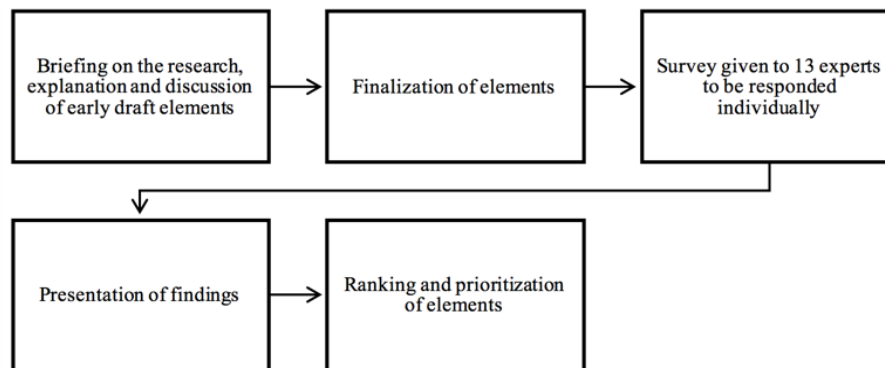 Briefing on the research,
explanation and discussion
of early draft elements
Finalization of elements
Survey given to 13 experts
to be responded
individually
Presentation of findings
Ranking and prioritization
of elements